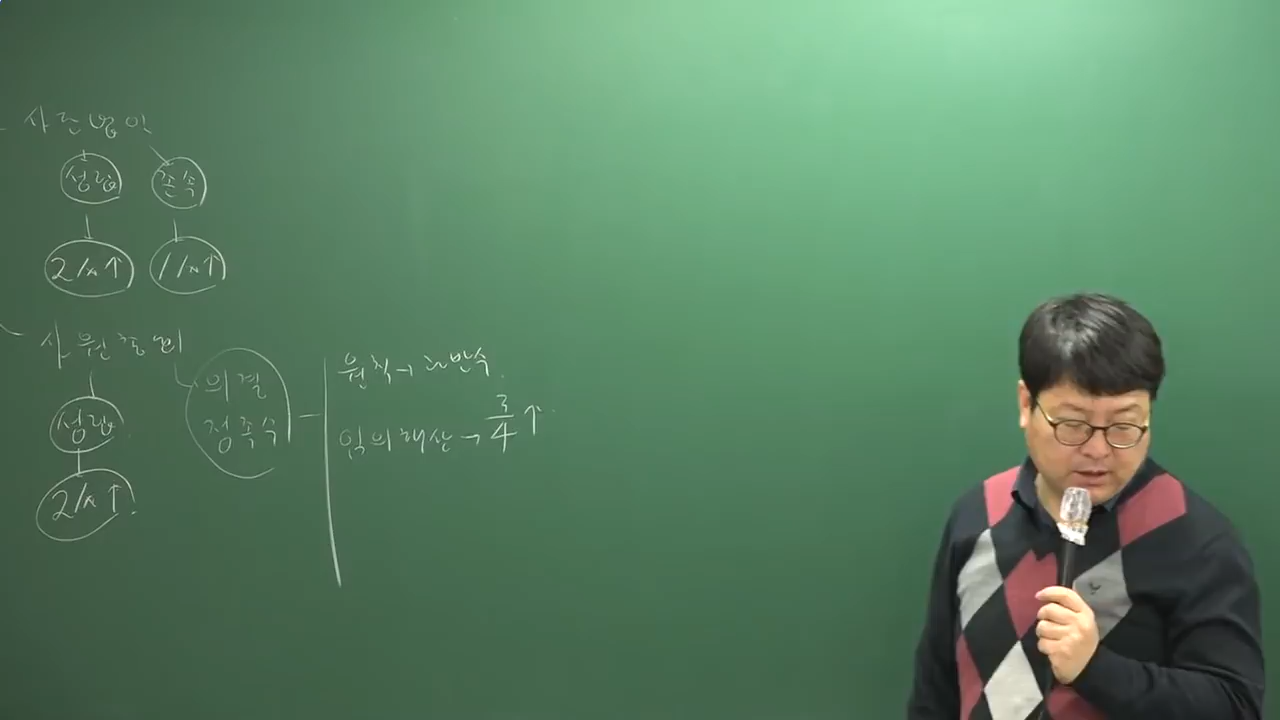 사단법인
성립 존속
2人↑ 1人↑
사원총회
의결
정족수
원칙→과반수
임의해산→3/4↑
성립
2人↑